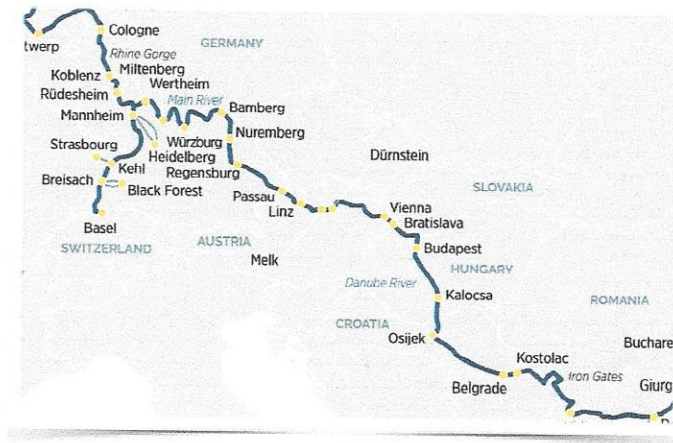 Cologne
twerp
GERMANY
Rhine Gorge
Koblenz
Miltenberg
Wertheim
Rüdesheim
Main River
Bamberg
Mannheim
Nuremberg
Würzburg
Strasbourg
Heidelberg
Dürnstein
Kehl
Regensburg
Breisach
Black Forest
SLOVAKIA
Passau
Linz
Vienna
Bratislava
Basel
SWITZERLAND
AUSTRIA
Budapest
Melk
HUNGARY
Danube River
Kalocsa
ROMANIA
CROATIA
Osijek
Buchare
Kostolac
Iron Gates
Belgrade
Giurg